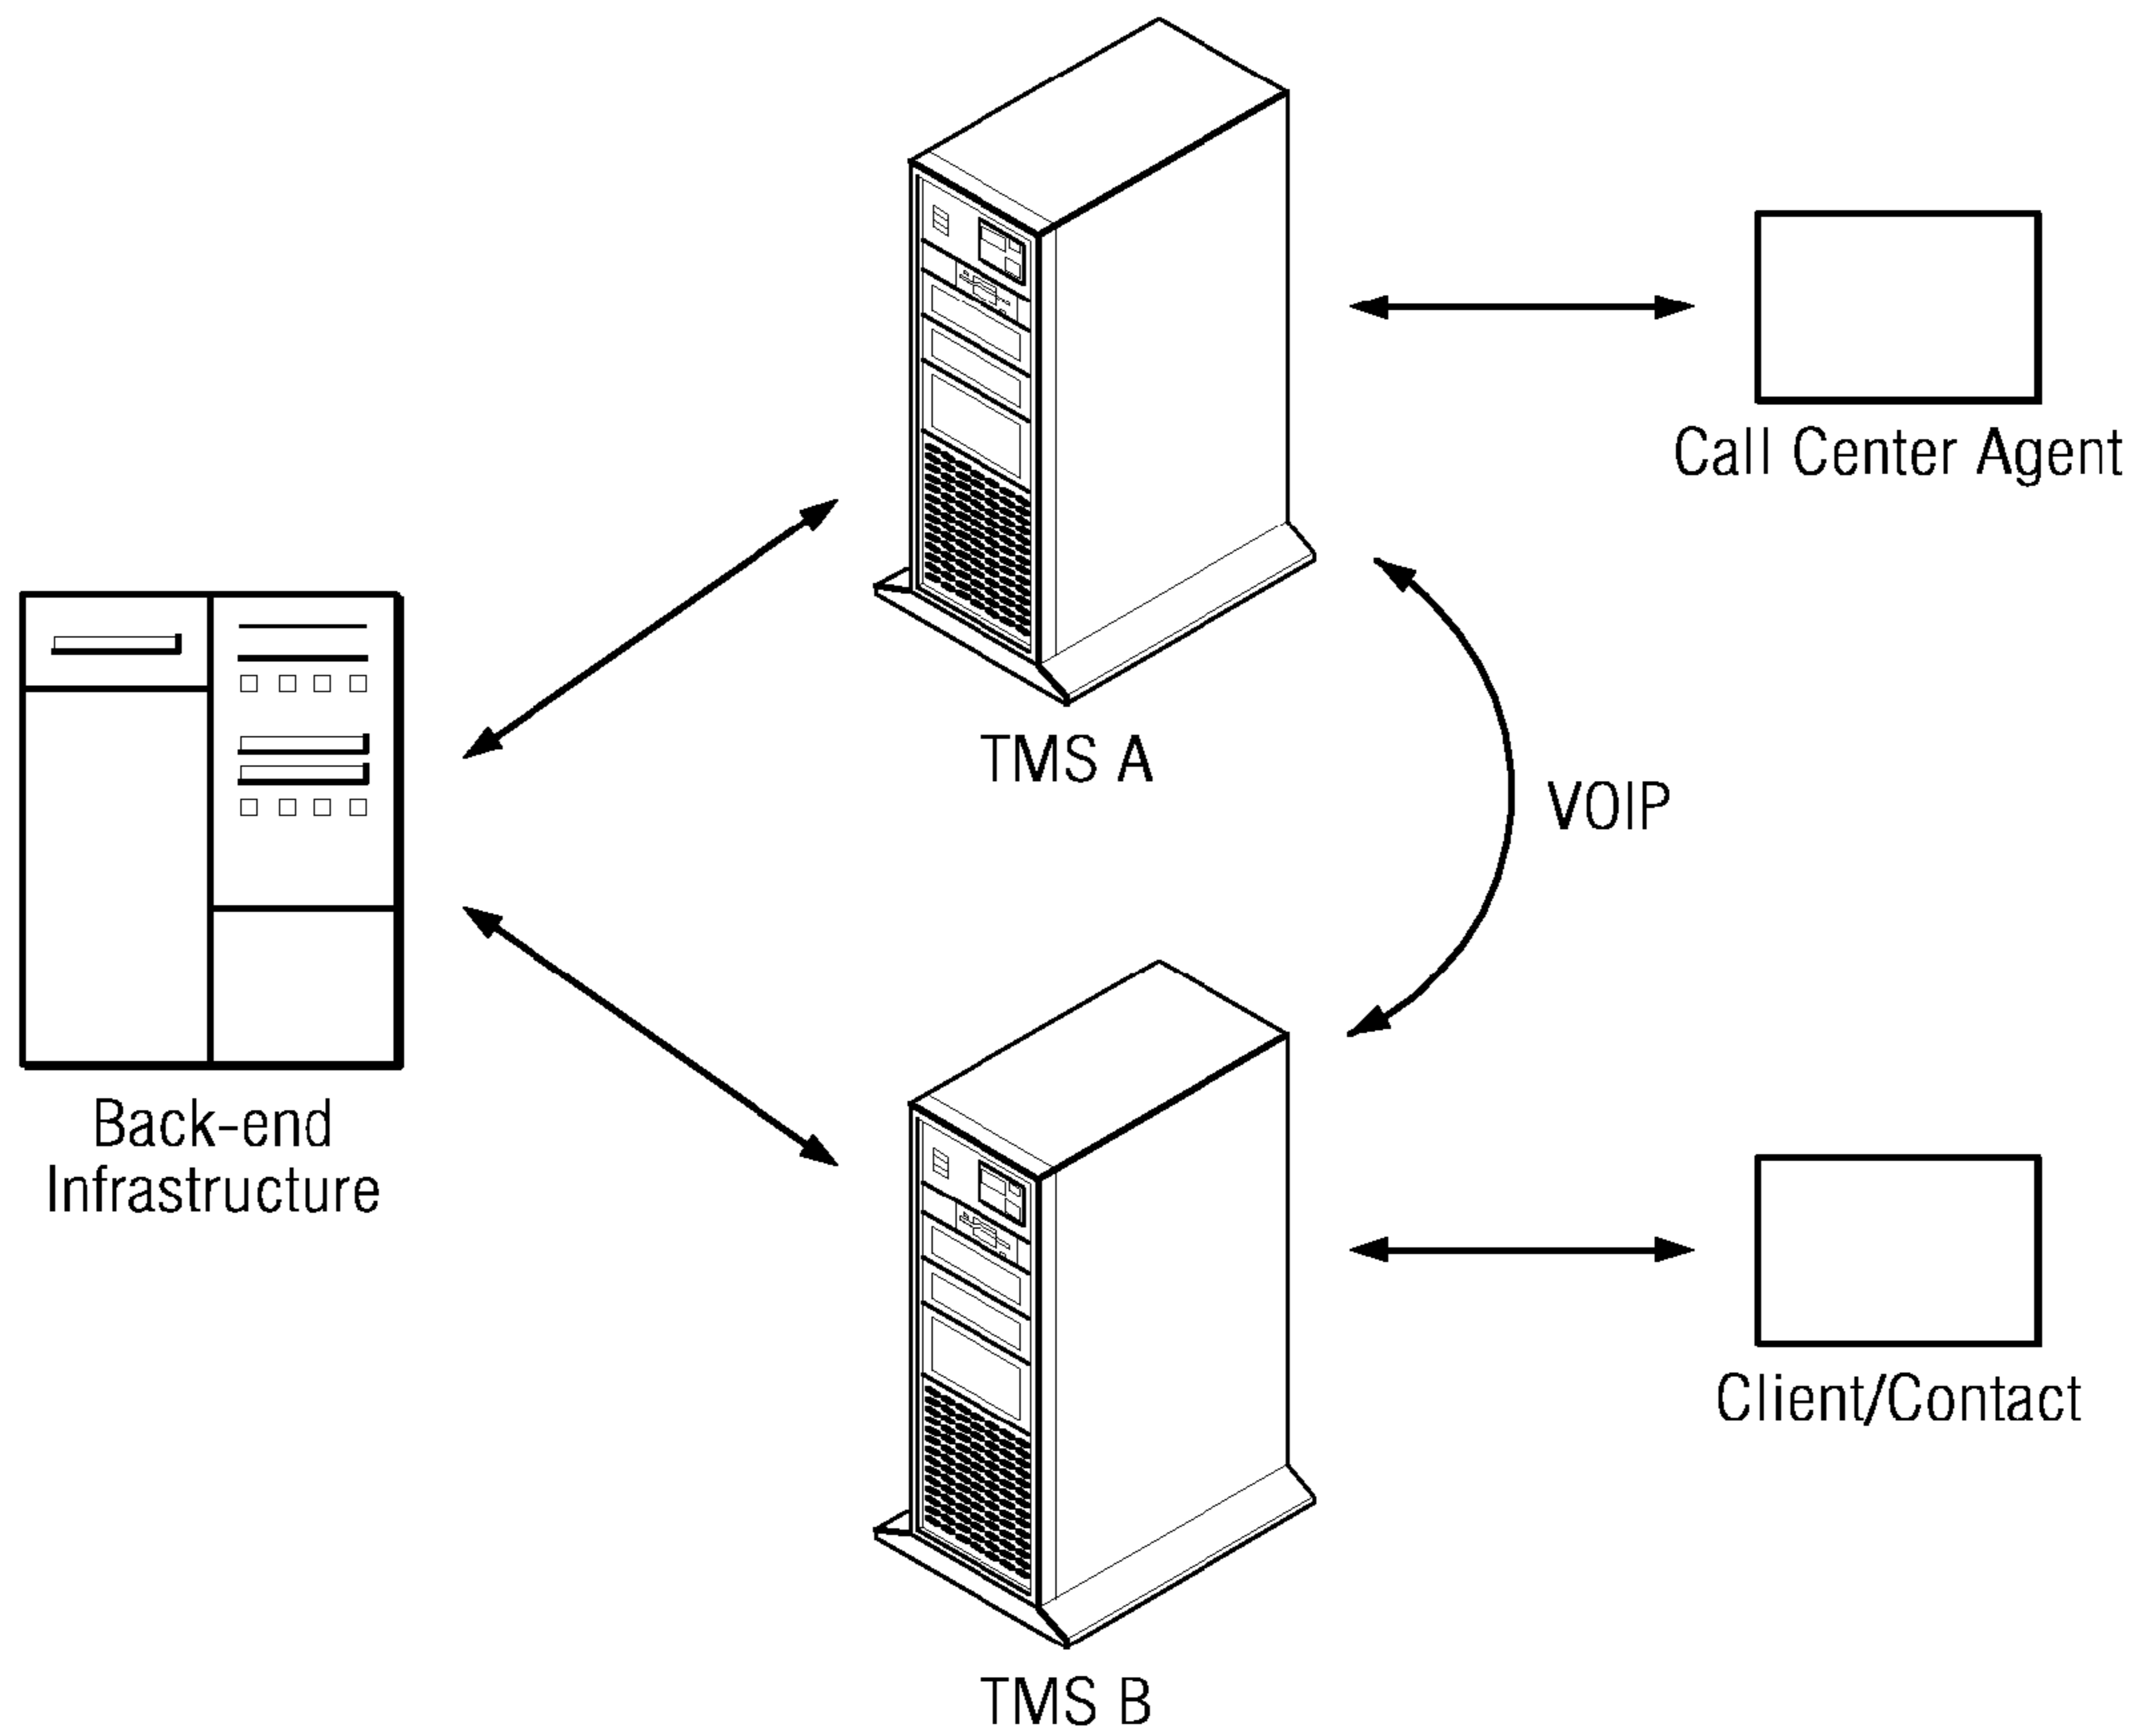 Call Center Agent
TMS A
VOIP
Back-end
Infrastructure
Client/Contact
TMS B